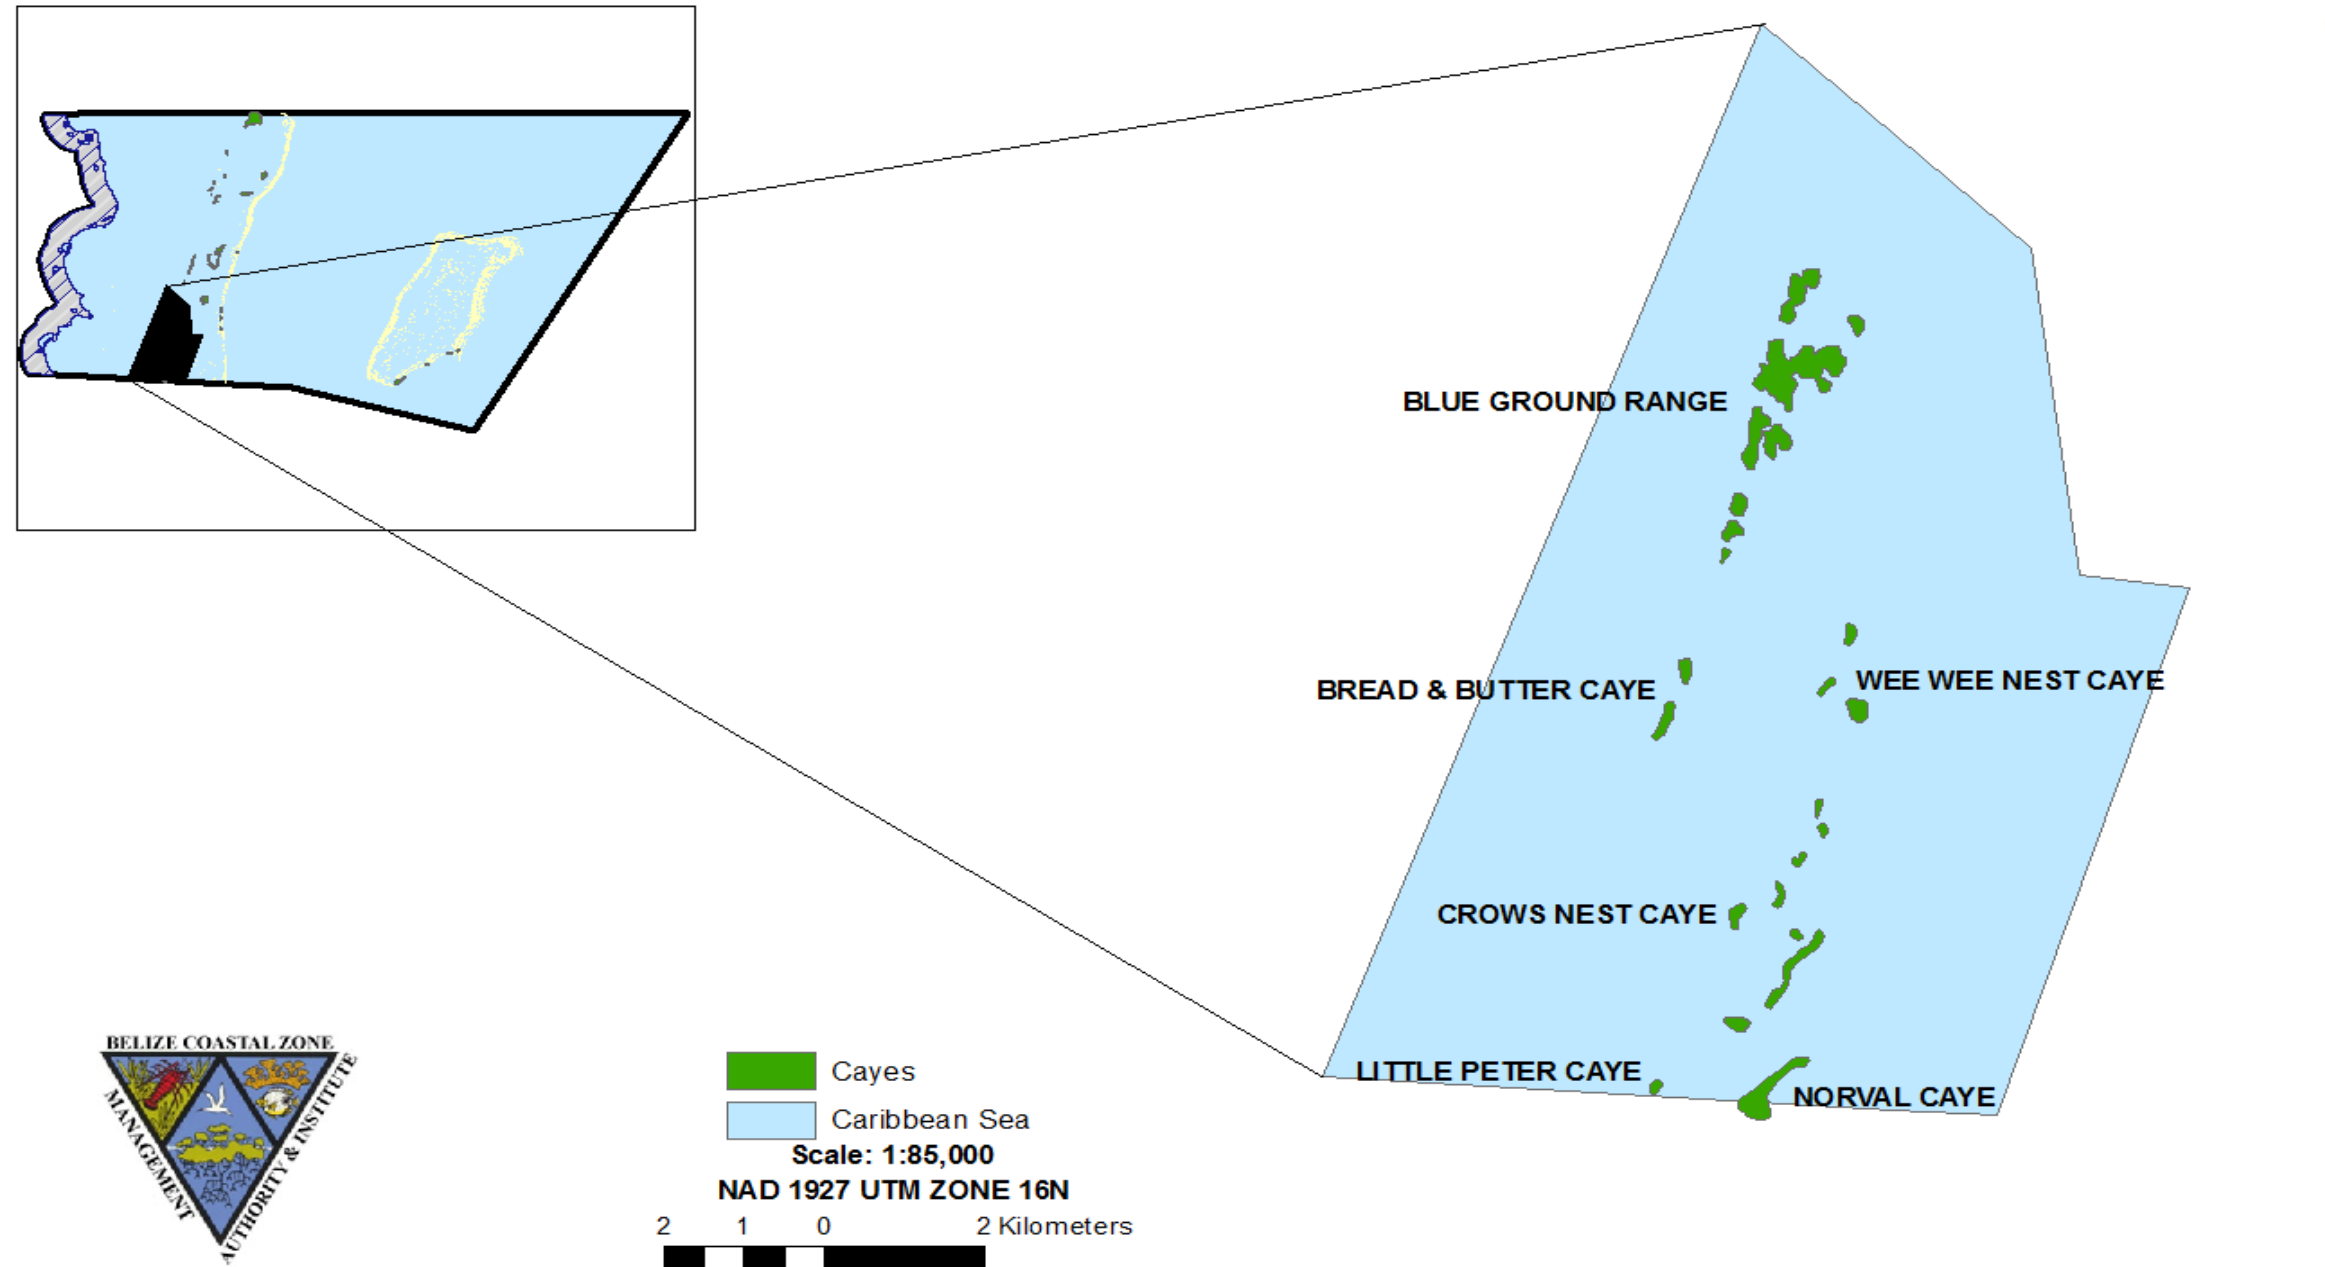 BLUE GROUND RANGE
BREAD & BUTTER CAYE
WEE WEE NEST CAYE
CROWS NEST CAYE
LITTLE PETER CAYE
NORVAL CAYE
BELIZE COASTAL ZONE
MANAGEMENT
AUTHORITY & INSTITUTE
Cayes
Caribbean Sea
Scale: 1:85,000
NAD 1927 UTM ZONE 16N
2 1 0 2 Kilometers